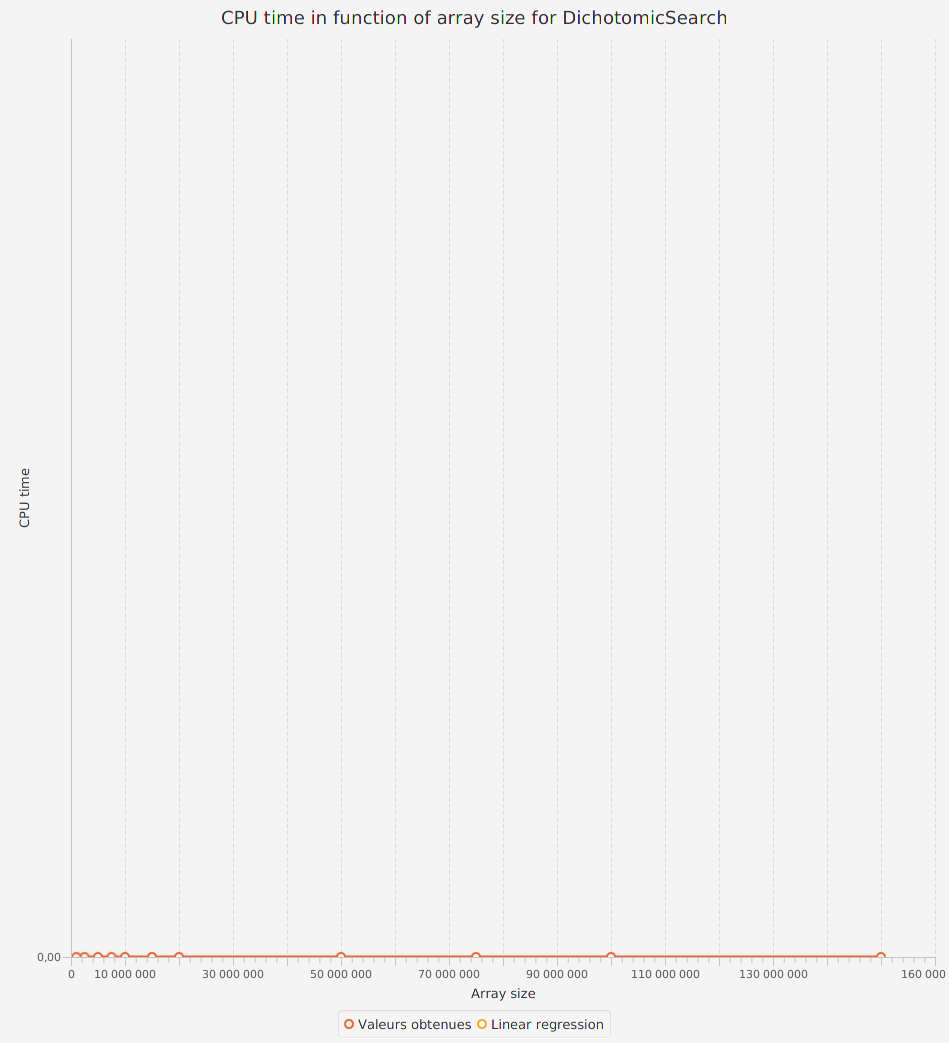 CPU time in function of array size for DichotomicSearch
CPU time
0,00
0 10 000 000 30 000 000 50 000 000 70 000 000 90 000 000 110 000 000 130 000 000 160 000
Array size
Valeurs obtenues Linear regression